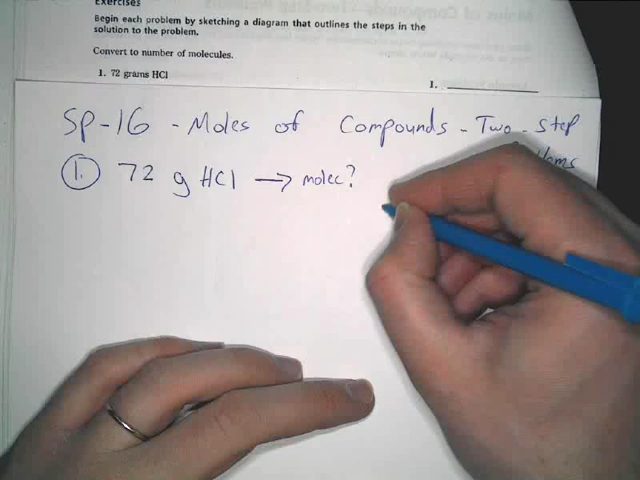 Exercises
Begin each problem by sketching a diagram that outlines the steps in the
solution to the problem.
Convert to number of molecules.
1. 72 grams HCl
1.
SP-16 - Moles of Compounds - Two-Step
1. 72 g HCl → molec?